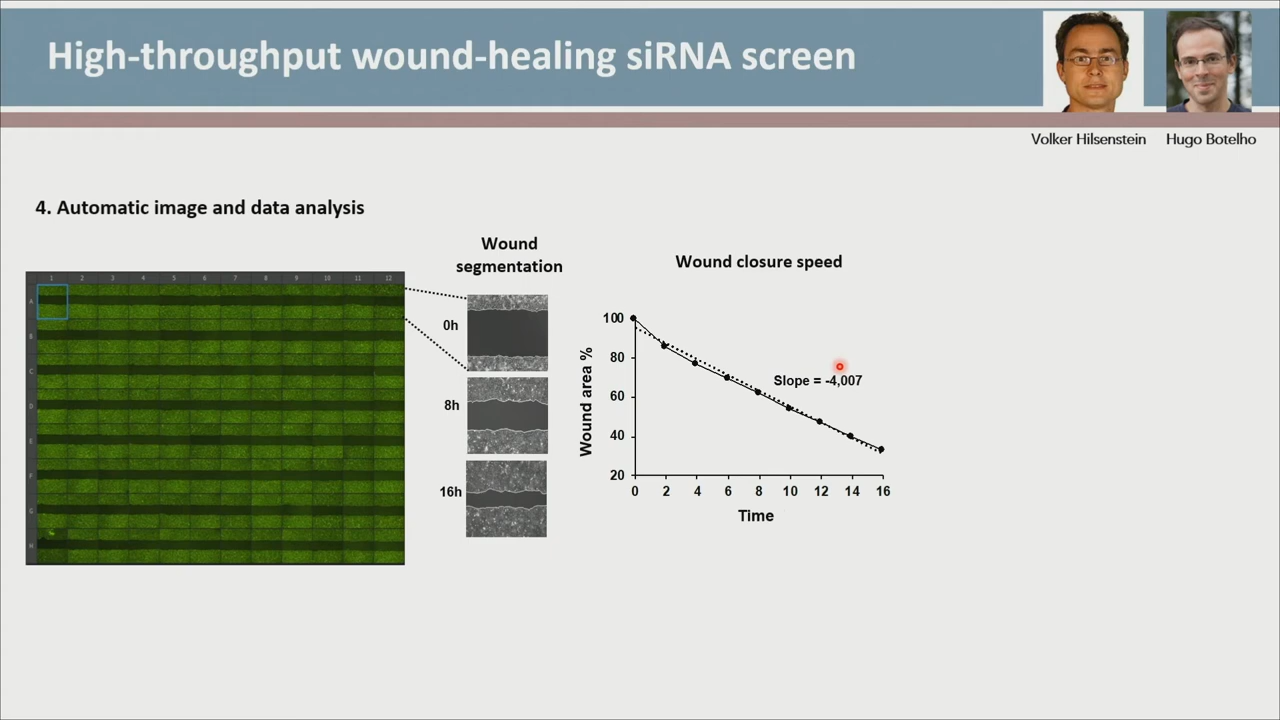 High-throughput wound-healing siRNA screen
Volker Hilsenstein
Hugo Botelho
4. Automatic image and data analysis
1 2 3 4 5 6 7 8 9 10 11 12
A
B
C
D
E
F
G
H
Wound
segmentation
0h
8h
16h
Wound closure speed
Wound area %
100
80
60
40
20
Slope = -4,007
0 2 4 6 8 10 12 14 16
Time